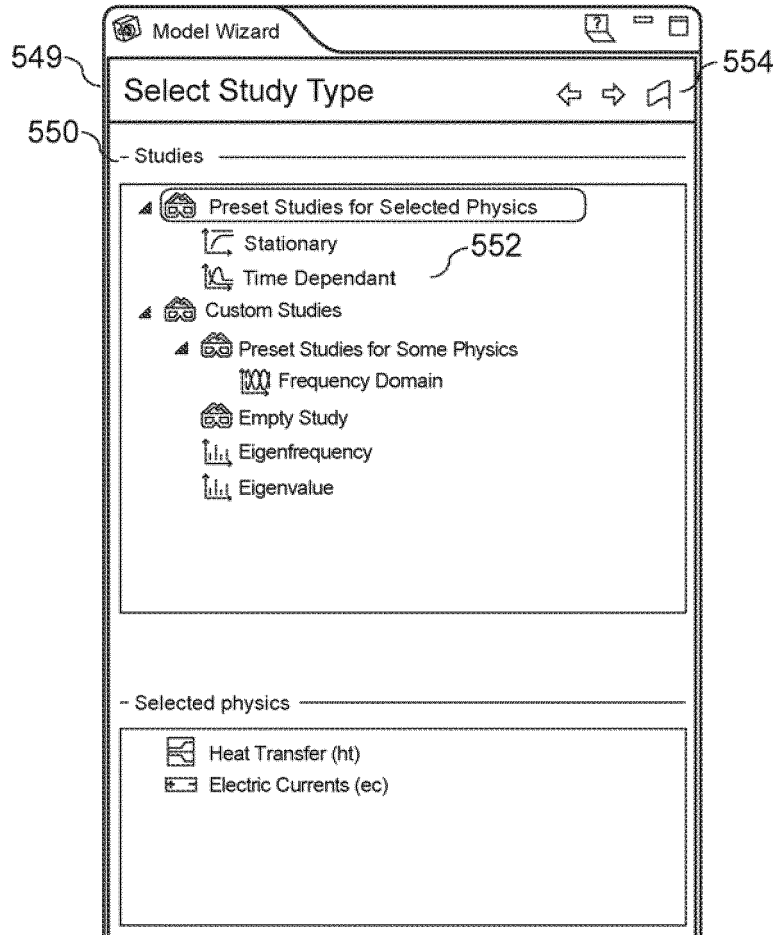 Model Wizard ?
549
Select Study Type
554
550
- Studies
Preset Studies for Selected Physics
Stationary
552
Time Dependant
Custom Studies
Preset Studies for Some Physics
Frequency Domain
Empty Study
Eigenfrequency
Eigenvalue
- Selected physics
Heat Transfer (ht)
Electric Currents (ec)